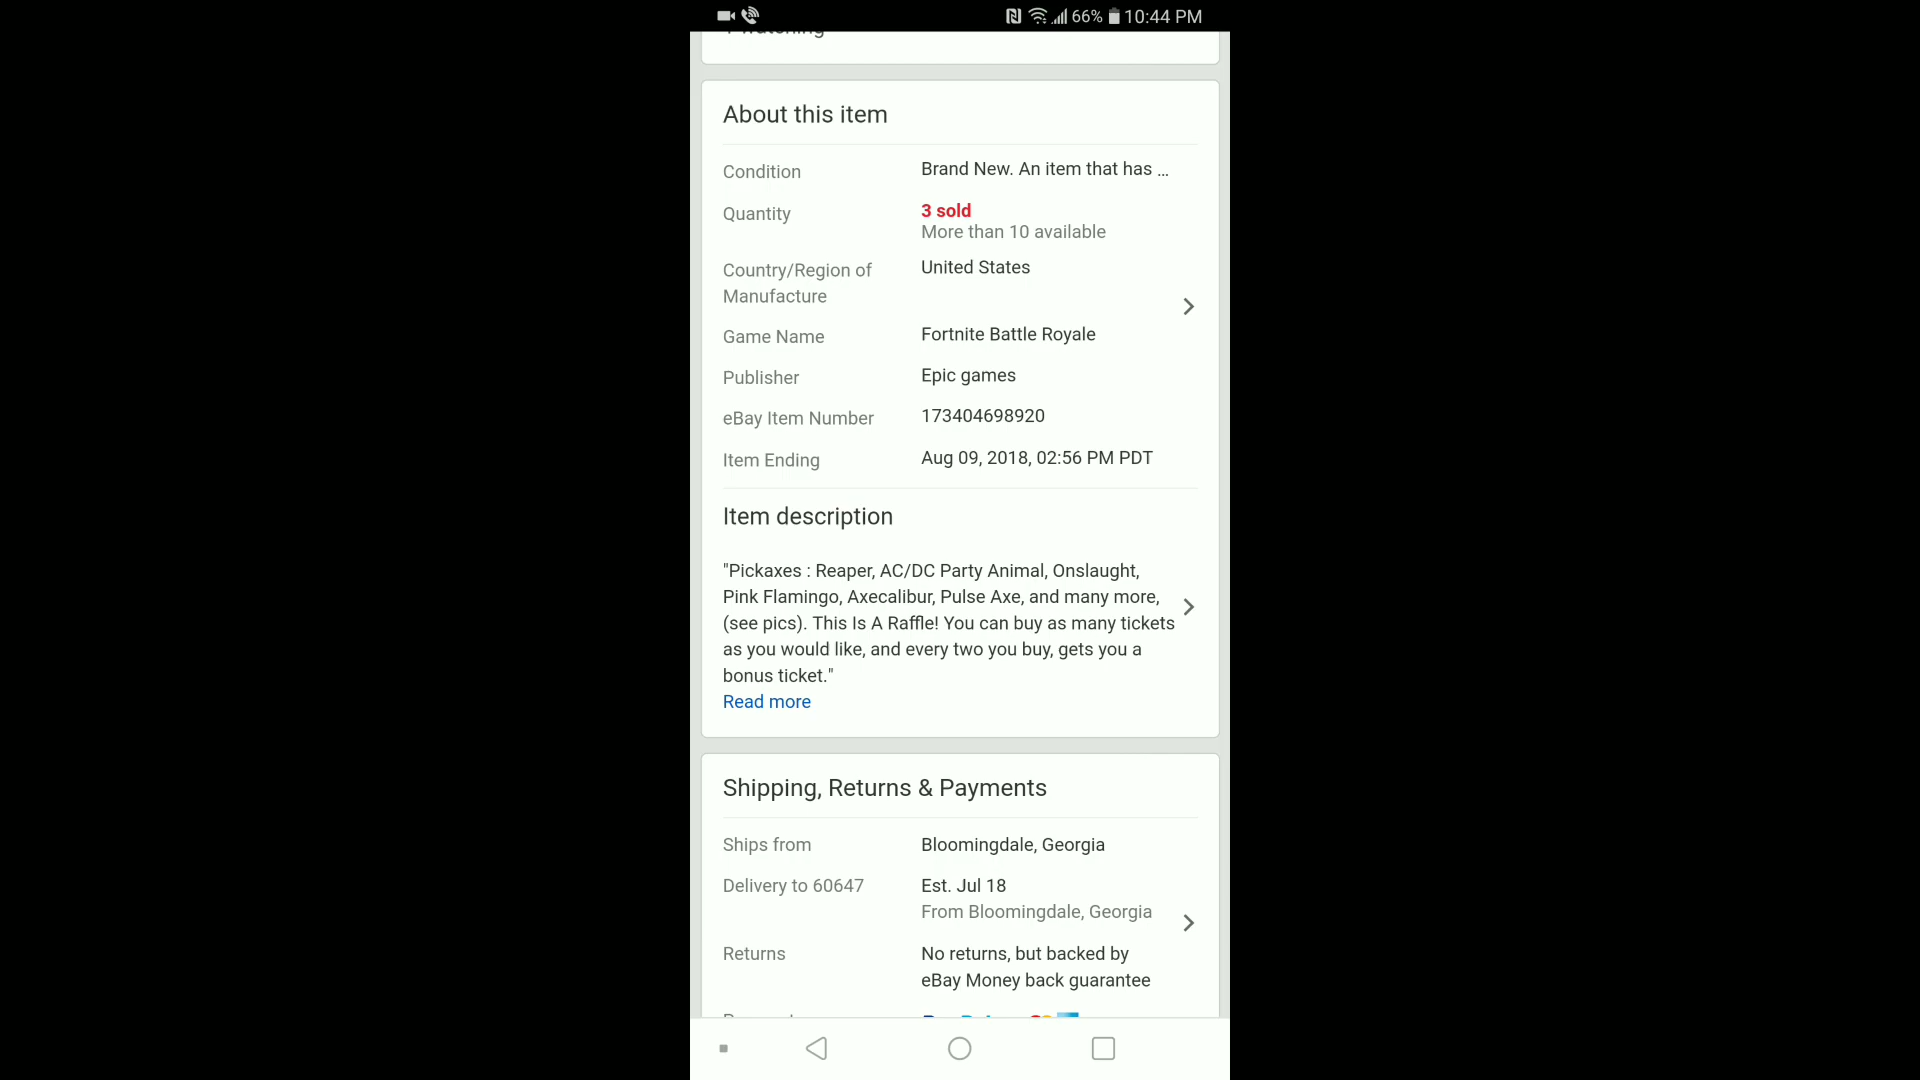 66% 10:44 PM
About this item
Condition Brand New. An item that has ...
Quantity 3 sold
More than 10 available
Country/Region of Manufacture United States
Game Name Fortnite Battle Royale
Publisher Epic games
eBay Item Number 173404698920
Item Ending Aug 09, 2018, 02:56 PM PDT
Item description
"Pickaxes : Reaper, AC/DC Party Animal, Onslaught,
Pink Flamingo, Axecalibur, Pulse Axe, and many more,
(see pics). This Is A Raffle! You can buy as many tickets
as you would like, and every two you buy, gets you a
bonus ticket."
Read more
Shipping, Returns & Payments
Ships from Bloomingdale, Georgia
Delivery to 60647 Est. Jul 18
From Bloomingdale, Georgia
Returns No returns, but backed by
eBay Money back guarantee